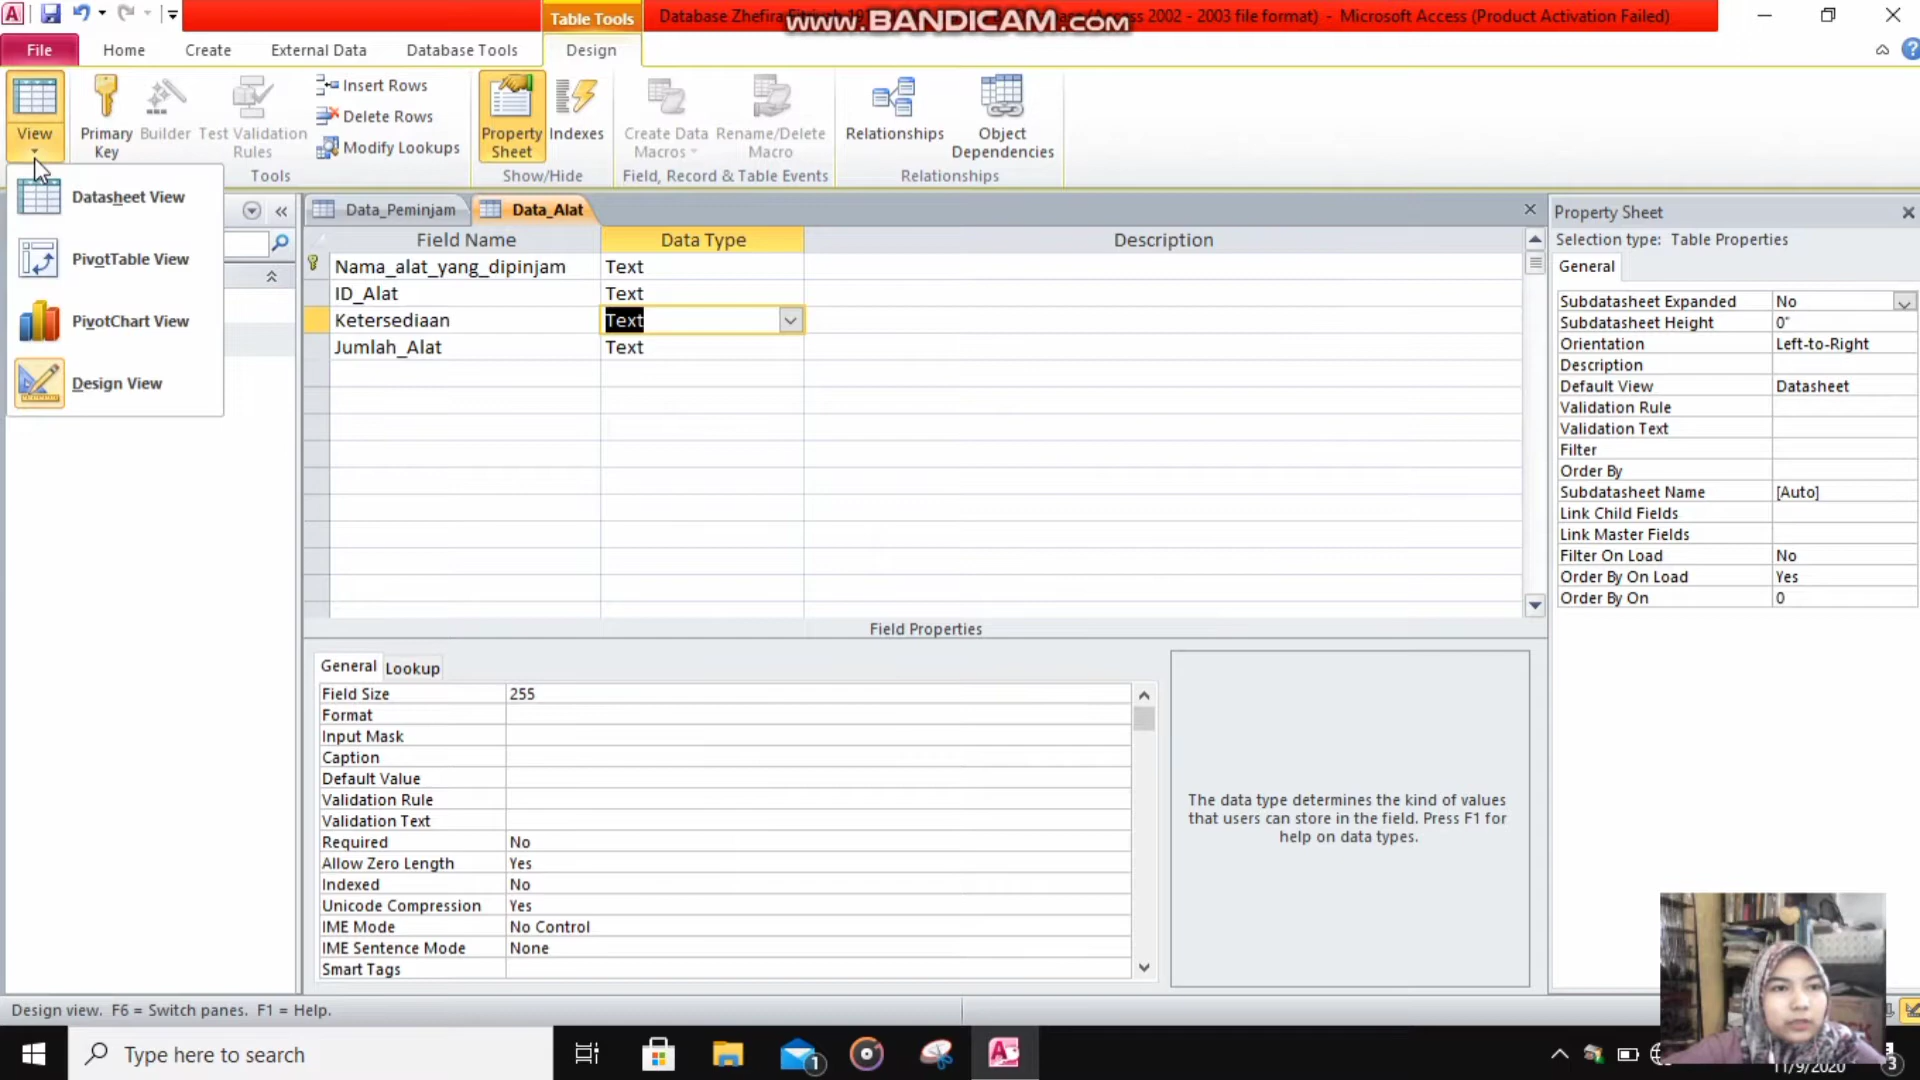 Table Tools
Database Zhefira
(Access 2002 - 2003 file format) - Microsoft Access (Product Activation Failed)
www.BANDICAM.com
File
Home
Create
External Data
Database Tools
Design
View
Primary Key
Builder
Test Validation Rules
Insert Rows
Delete Rows
Modify Lookups
Property Sheet
Indexes
Create Data Macros
Rename/Delete Macro
Relationships
Object Dependencies
Tools
Show/Hide
Field, Record & Table Events
Relationships
Datasheet View
PivotTable View
PivotChart View
Design View
Data_Peminjam
Data_Alat
Field Name Data Type Description
Nama_alat_yang_dipinjam Text
ID_Alat Text
Ketersediaan Text
Jumlah_Alat Text
Field Properties
General Lookup
Field Size 255
Format
Input Mask
Caption
Default Value
Validation Rule
Validation Text
Required No
Allow Zero Length Yes
Indexed No
Unicode Compression Yes
IME Mode No Control
IME Sentence Mode None
Smart Tags
The data type determines the kind of values
that users can store in the field. Press F1 for
help on data types.
Property Sheet
Selection type: Table Properties
General
Subdatasheet Expanded No
Subdatasheet Height 0"
Orientation Left-to-Right
Description
Default View Datasheet
Validation Rule
Validation Text
Filter
Order By
Subdatasheet Name [Auto]
Link Child Fields
Link Master Fields
Filter On Load No
Order By On Load Yes
Order By On 0
Design view. F6 = Switch panes. F1 = Help.
Type here to search
1
11/9/2020
3